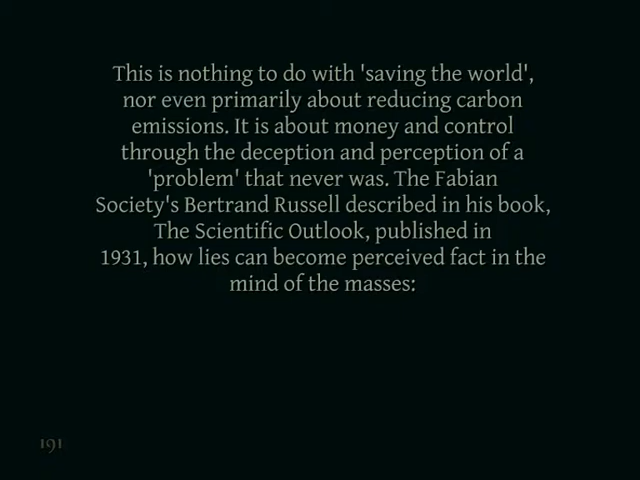 This is nothing to do with 'saving the world',
nor even primarily about reducing carbon
emissions. It is about money and control
through the deception and perception of a
'problem' that never was. The Fabian
Society's Bertrand Russell described in his book,
The Scientific Outlook, published in
1931, how lies can become perceived fact in the
mind of the masses:
191